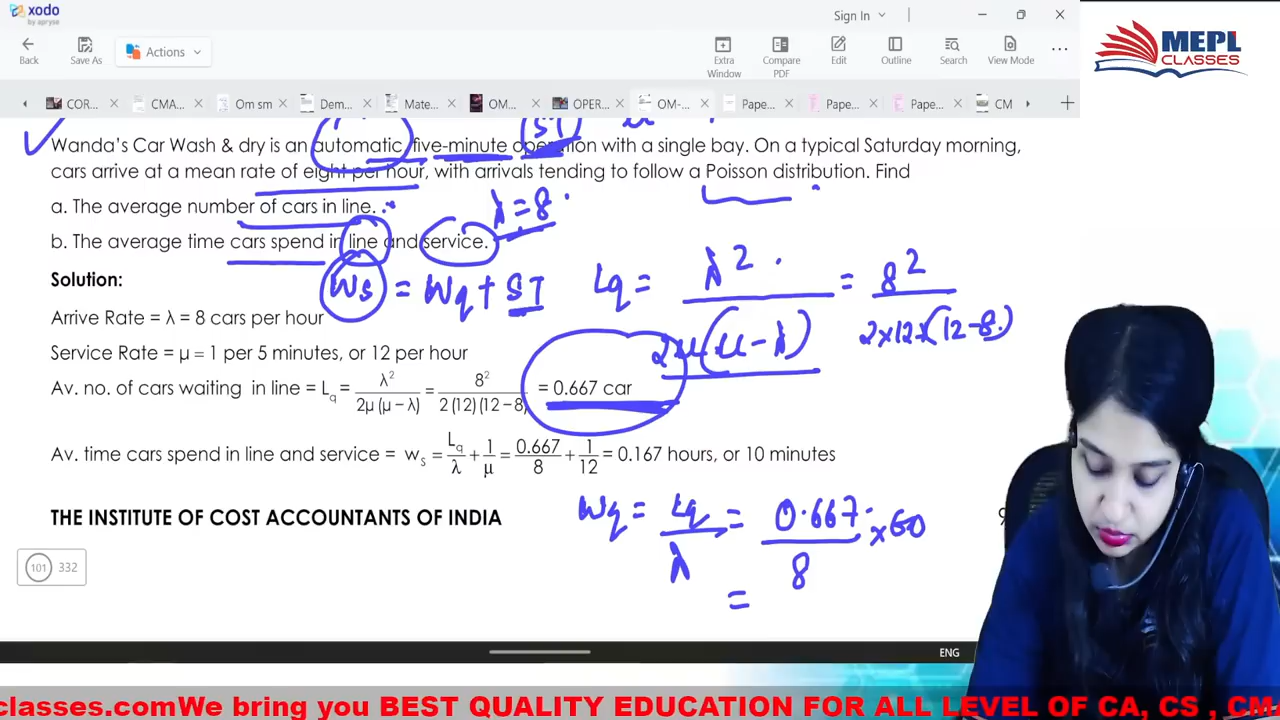 xodo
by apryse
Sign In
Back
Save As
Actions
Extra Window
Compare PDF
Edit
Outline
Search
View Mode
MEPL
CLASSES
COR...
CMA...
Om sm
Dem...
Mate...
OM...
OPER...
OM-...
Pape...
Pape...
Pape...
CM
(ST)
Wanda's Car Wash & dry is an automatic five-minute operation with a single bay. On a typical Saturday morning,
cars arrive at a mean rate of eight per hour, with arrivals tending to follow a Poisson distribution. Find
a. The average number of cars in line.
λ = 8
b. The average time cars spend in line and service.
Solution:
Ws = Wq + ST
Lq = λ² / 2μ(μ - λ) = 8² / 2×12×(12-8)
Arrive Rate = λ = 8 cars per hour
Service Rate = μ = 1 per 5 minutes, or 12 per hour
Av. no. of cars waiting in line = Lq = λ² / 2μ (μ − λ) = 8² / 2 (12) (12 − 8) = 0.667 car
Av. time cars spend in line and service = ws = Lq / λ + 1 / μ = 0.667 / 8 + 1 / 12 = 0.167 hours, or 10 minutes
THE INSTITUTE OF COST ACCOUNTANTS OF INDIA
9
Wq = Lq / λ = 0.667 / 8 × 60
=
101 332
ENG
classes.comWe bring you BEST QUALITY EDUCATION FOR ALL LEVEL OF CA, CS , CM